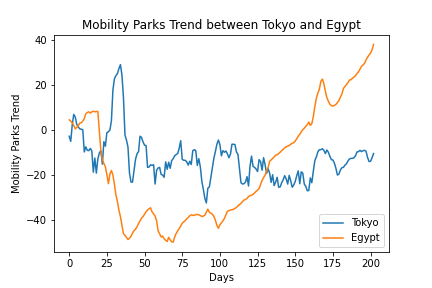 Mobility Parks Trend between Tokyo and Egypt
Mobility Parks Trend
40
20
0
−20
−40
0
25
50
75
100
125
150
175
200
Days
Tokyo
Egypt